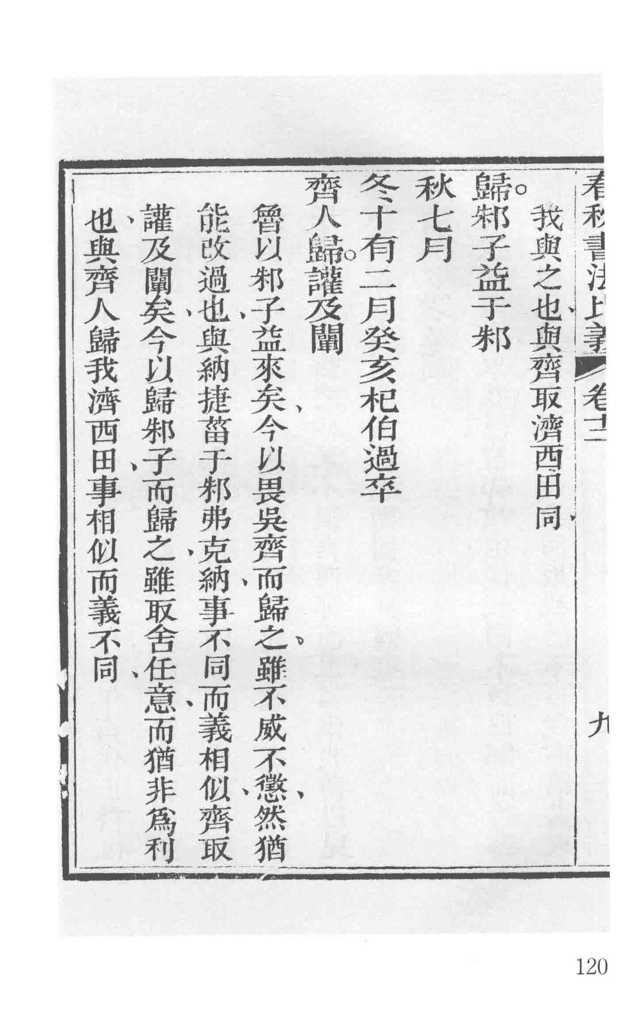 春秋書法比義 卷十二 九
我與之也與齊取濟西田同
歸邾子益于邾
秋七月
冬十有二月癸亥杞伯過卒
齊人歸讙及闡
魯以邾子益來矣今以畏吳齊而歸之雖不威不懲然猶
能改過也與納捷菑于邾弗克納事不同而義相似齊取
讙及闡矣今以歸邾子而歸之雖取舍任意而猶非爲利
也與齊人歸我濟西田事相似而義不同
120